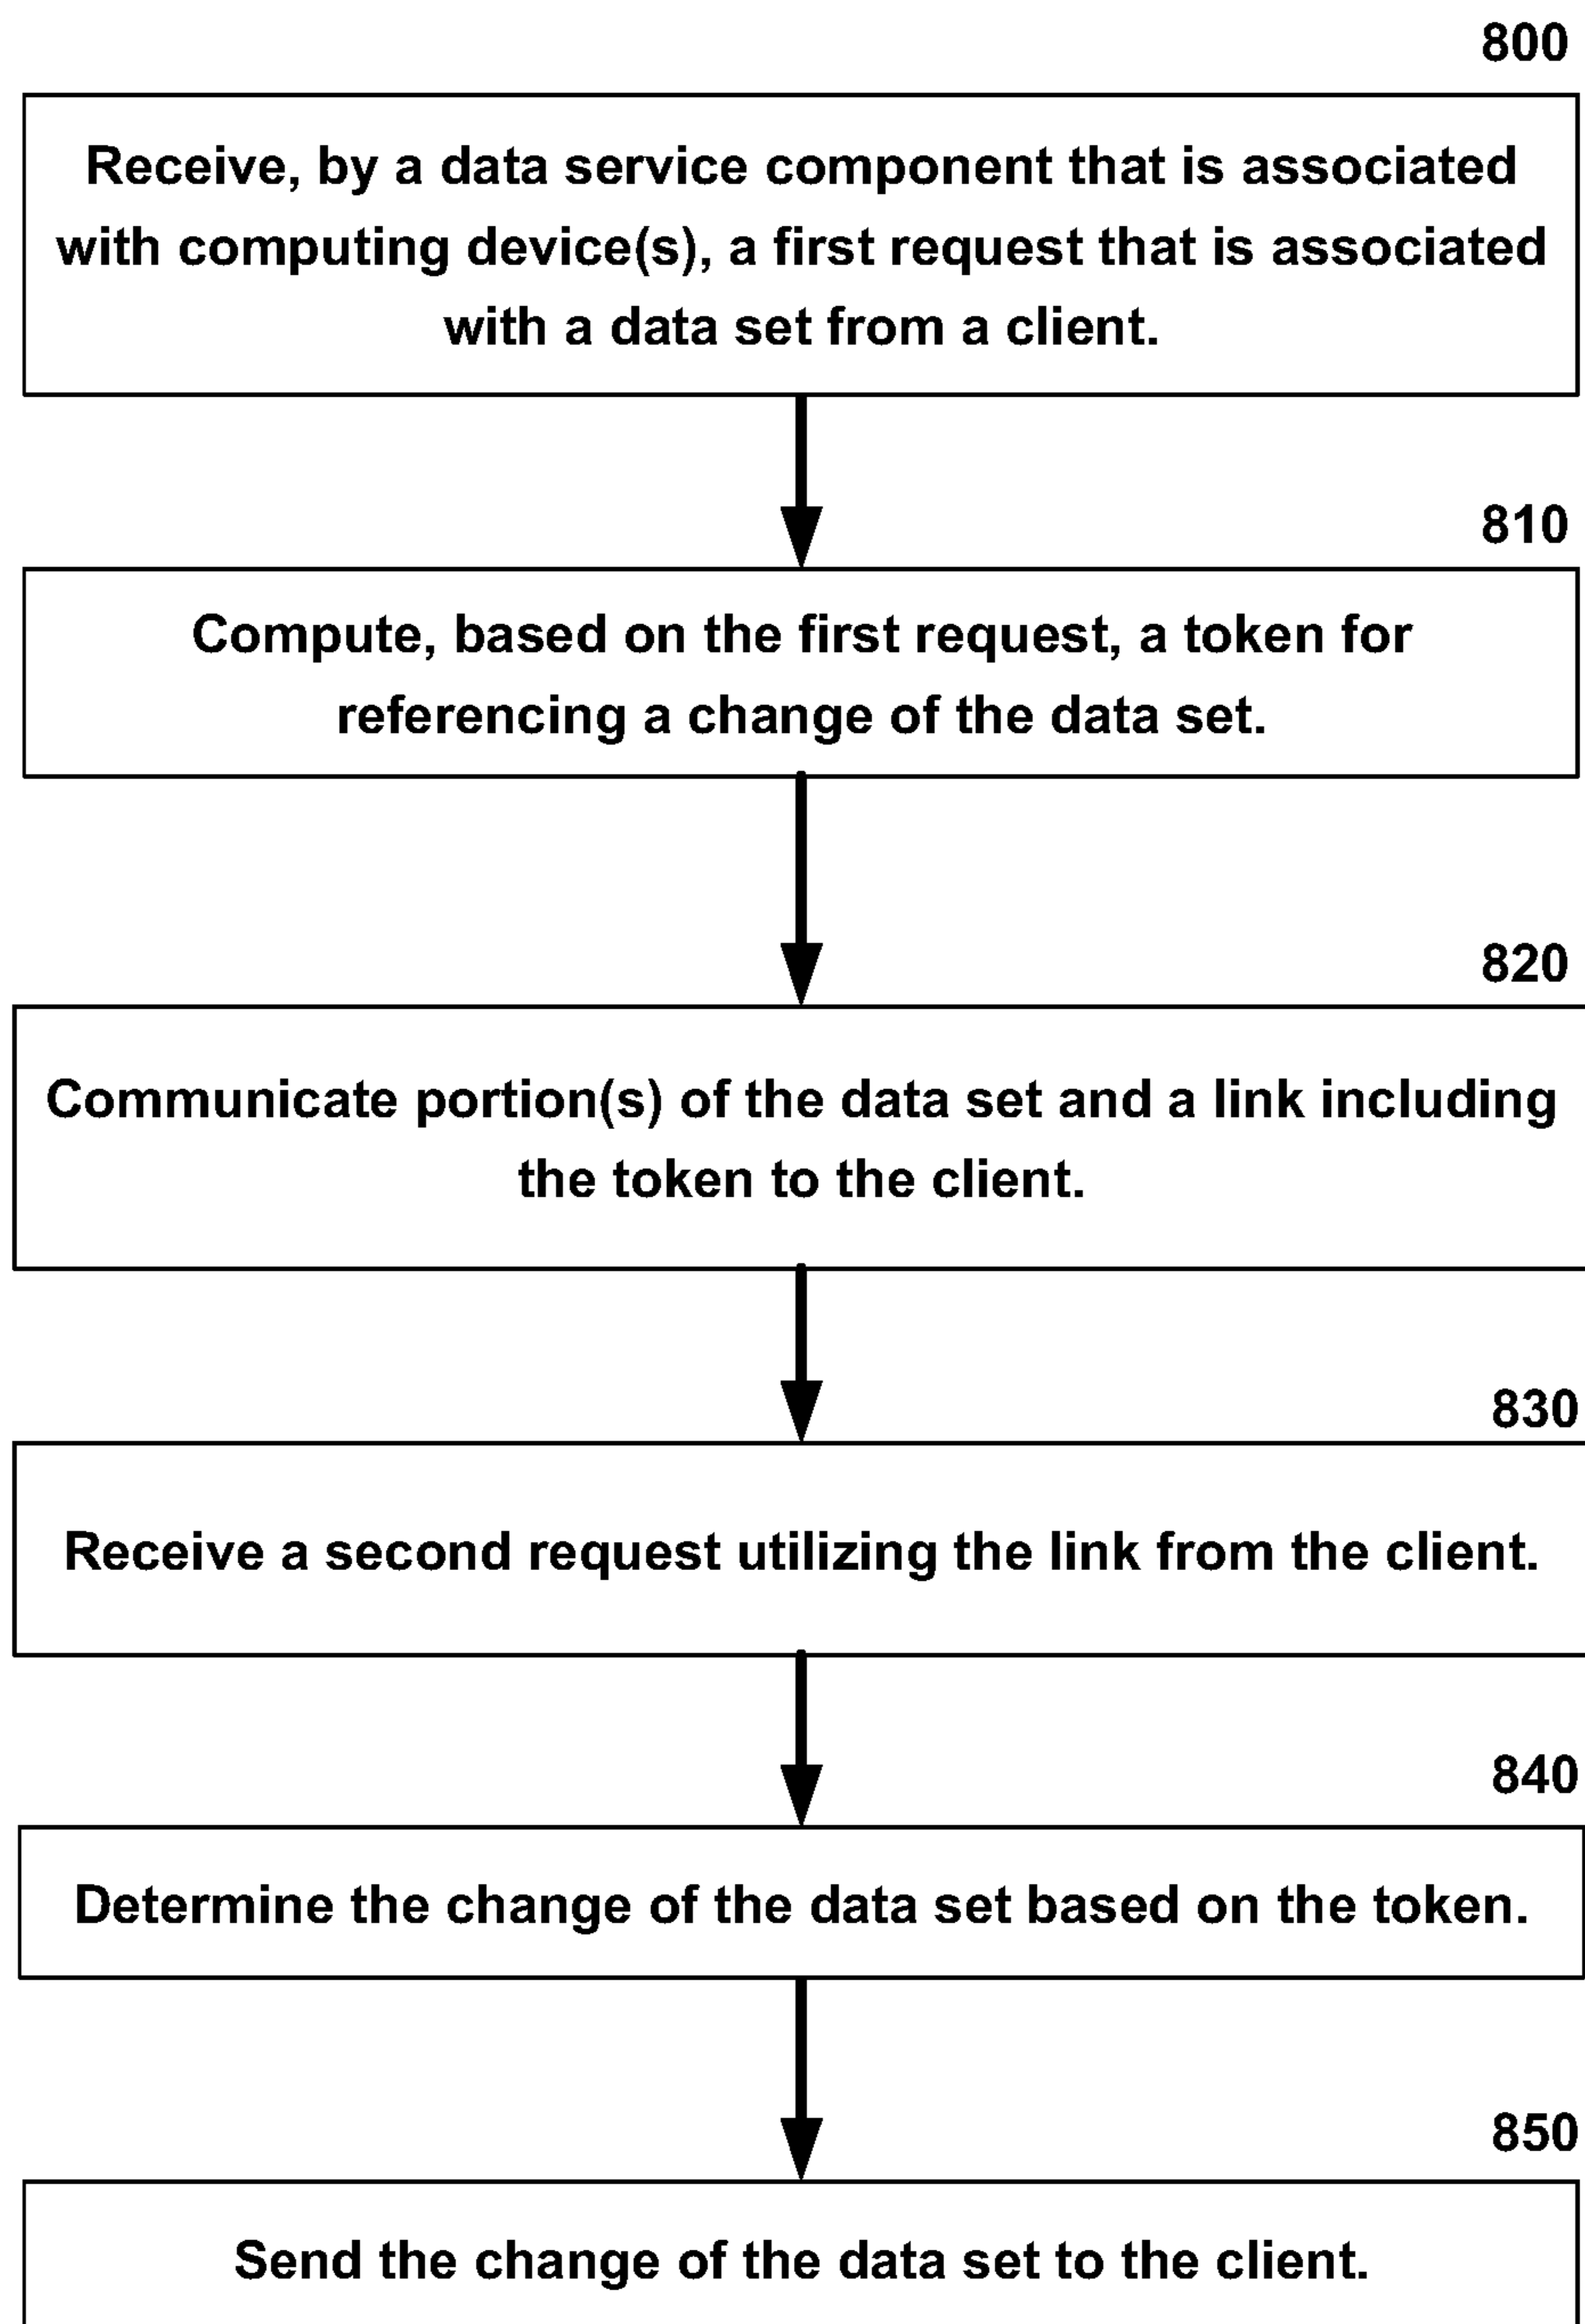 800
Receive, by a data service component that is associated
with computing device(s), a first request that is associated
with a data set from a client.
810
Compute, based on the first request, a token for
referencing a change of the data set.
820
Communicate portion(s) of the data set and a link including
the token to the client.
830
Receive a second request utilizing the link from the client.
840
Determine the change of the data set based on the token.
850
Send the change of the data set to the client.